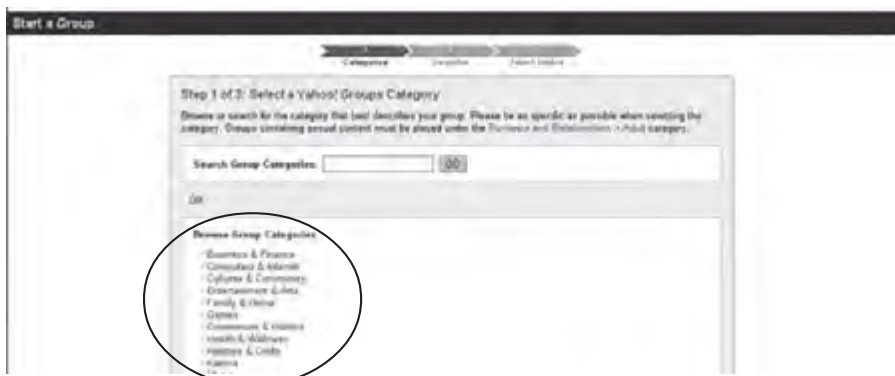 Start a Group
Categories Describe
Step 1 of 3: Select a Yahoo! Groups Category
Browse or search for the category that best describes your group. Please be as specific as possible when selecting the
category. Groups containing sexual content must be placed under the Romance and Relationships > Adult category.
Search Group Categories: GO
OR
Browse Group Categories
Business & Finance
Computers & Internet
Cultures & Community
Entertainment & Arts
Family & Home
Games
Government & Politics
Health & Wellness
Hobbies & Crafts